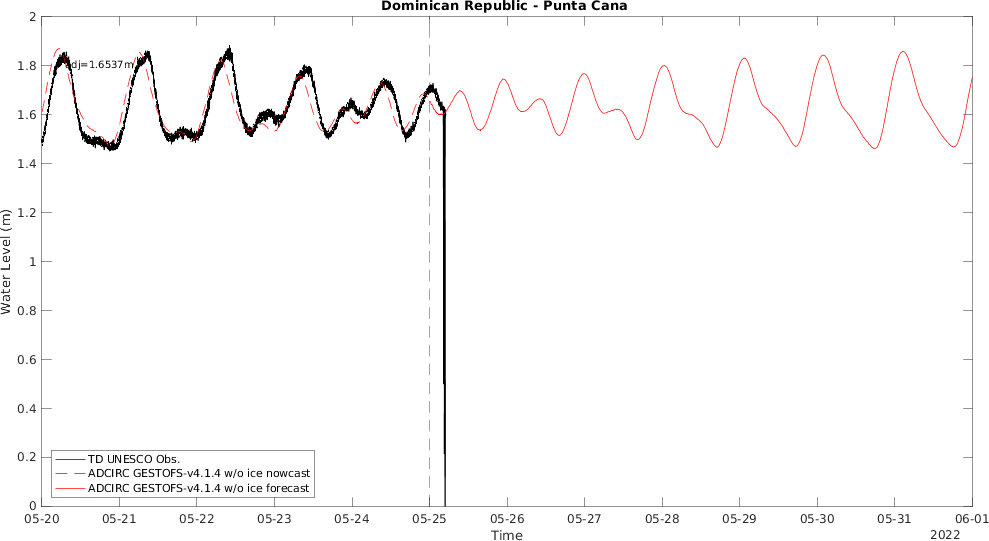 Dominican Republic - Punta Cana
2
1.8
1.6
1.4
1.2
1
0.8
0.6
0.4
0.2
0
Water Level (m)
adj=1.6537m
TD UNESCO Obs.
ADCIRC GESTOFS-v4.1.4 w/o ice nowcast
ADCIRC GESTOFS-v4.1.4 w/o ice forecast
05-20 05-21 05-22 05-23 05-24 05-25 05-26 05-27 05-28 05-29 05-30 05-31 06-01
Time
2022